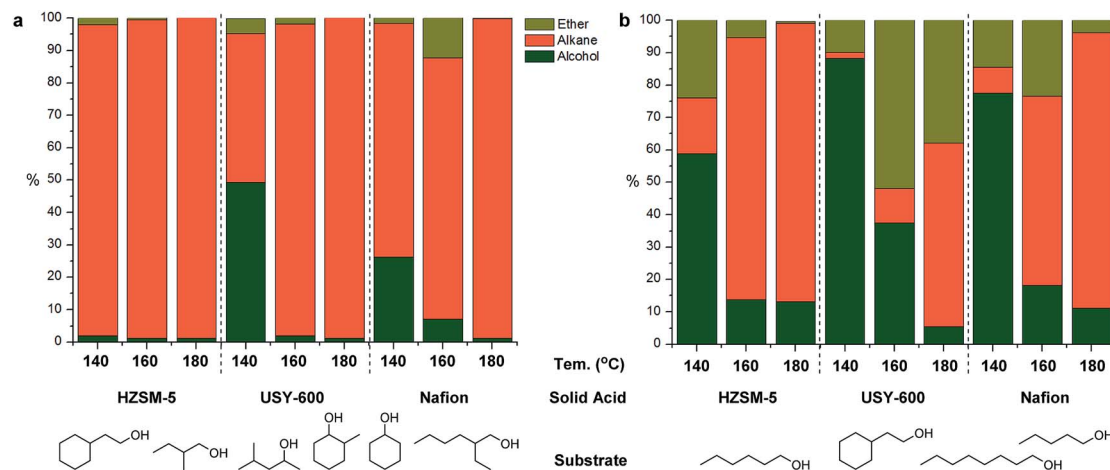 a
Ether
Alkane
Alcohol
100
90
80
70
60
50
40
30
20
10
0
%
140 160 180 140 160 180 140 160 180
HZSM-5 USY-600 Nafion
OH
OH
OH
OH
OH
OH
Tem. (°C)
Solid Acid
Substrate
b
100
90
80
70
60
50
40
30
20
10
0
%
140 160 180 140 160 180 140 160 180
HZSM-5 USY-600 Nafion
OH
OH
OH
OH